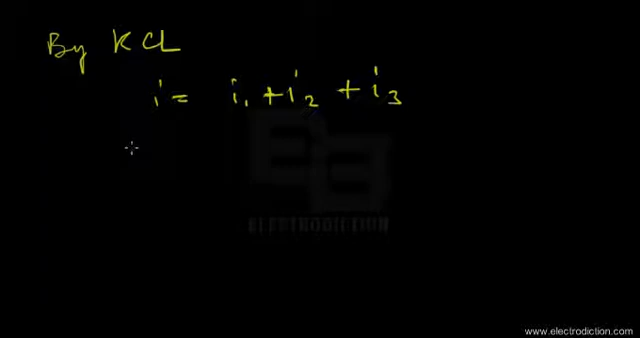 By KCL
i = i₁ + i₂ + i₃
ELECTRODICTION
www.electrodiction.com